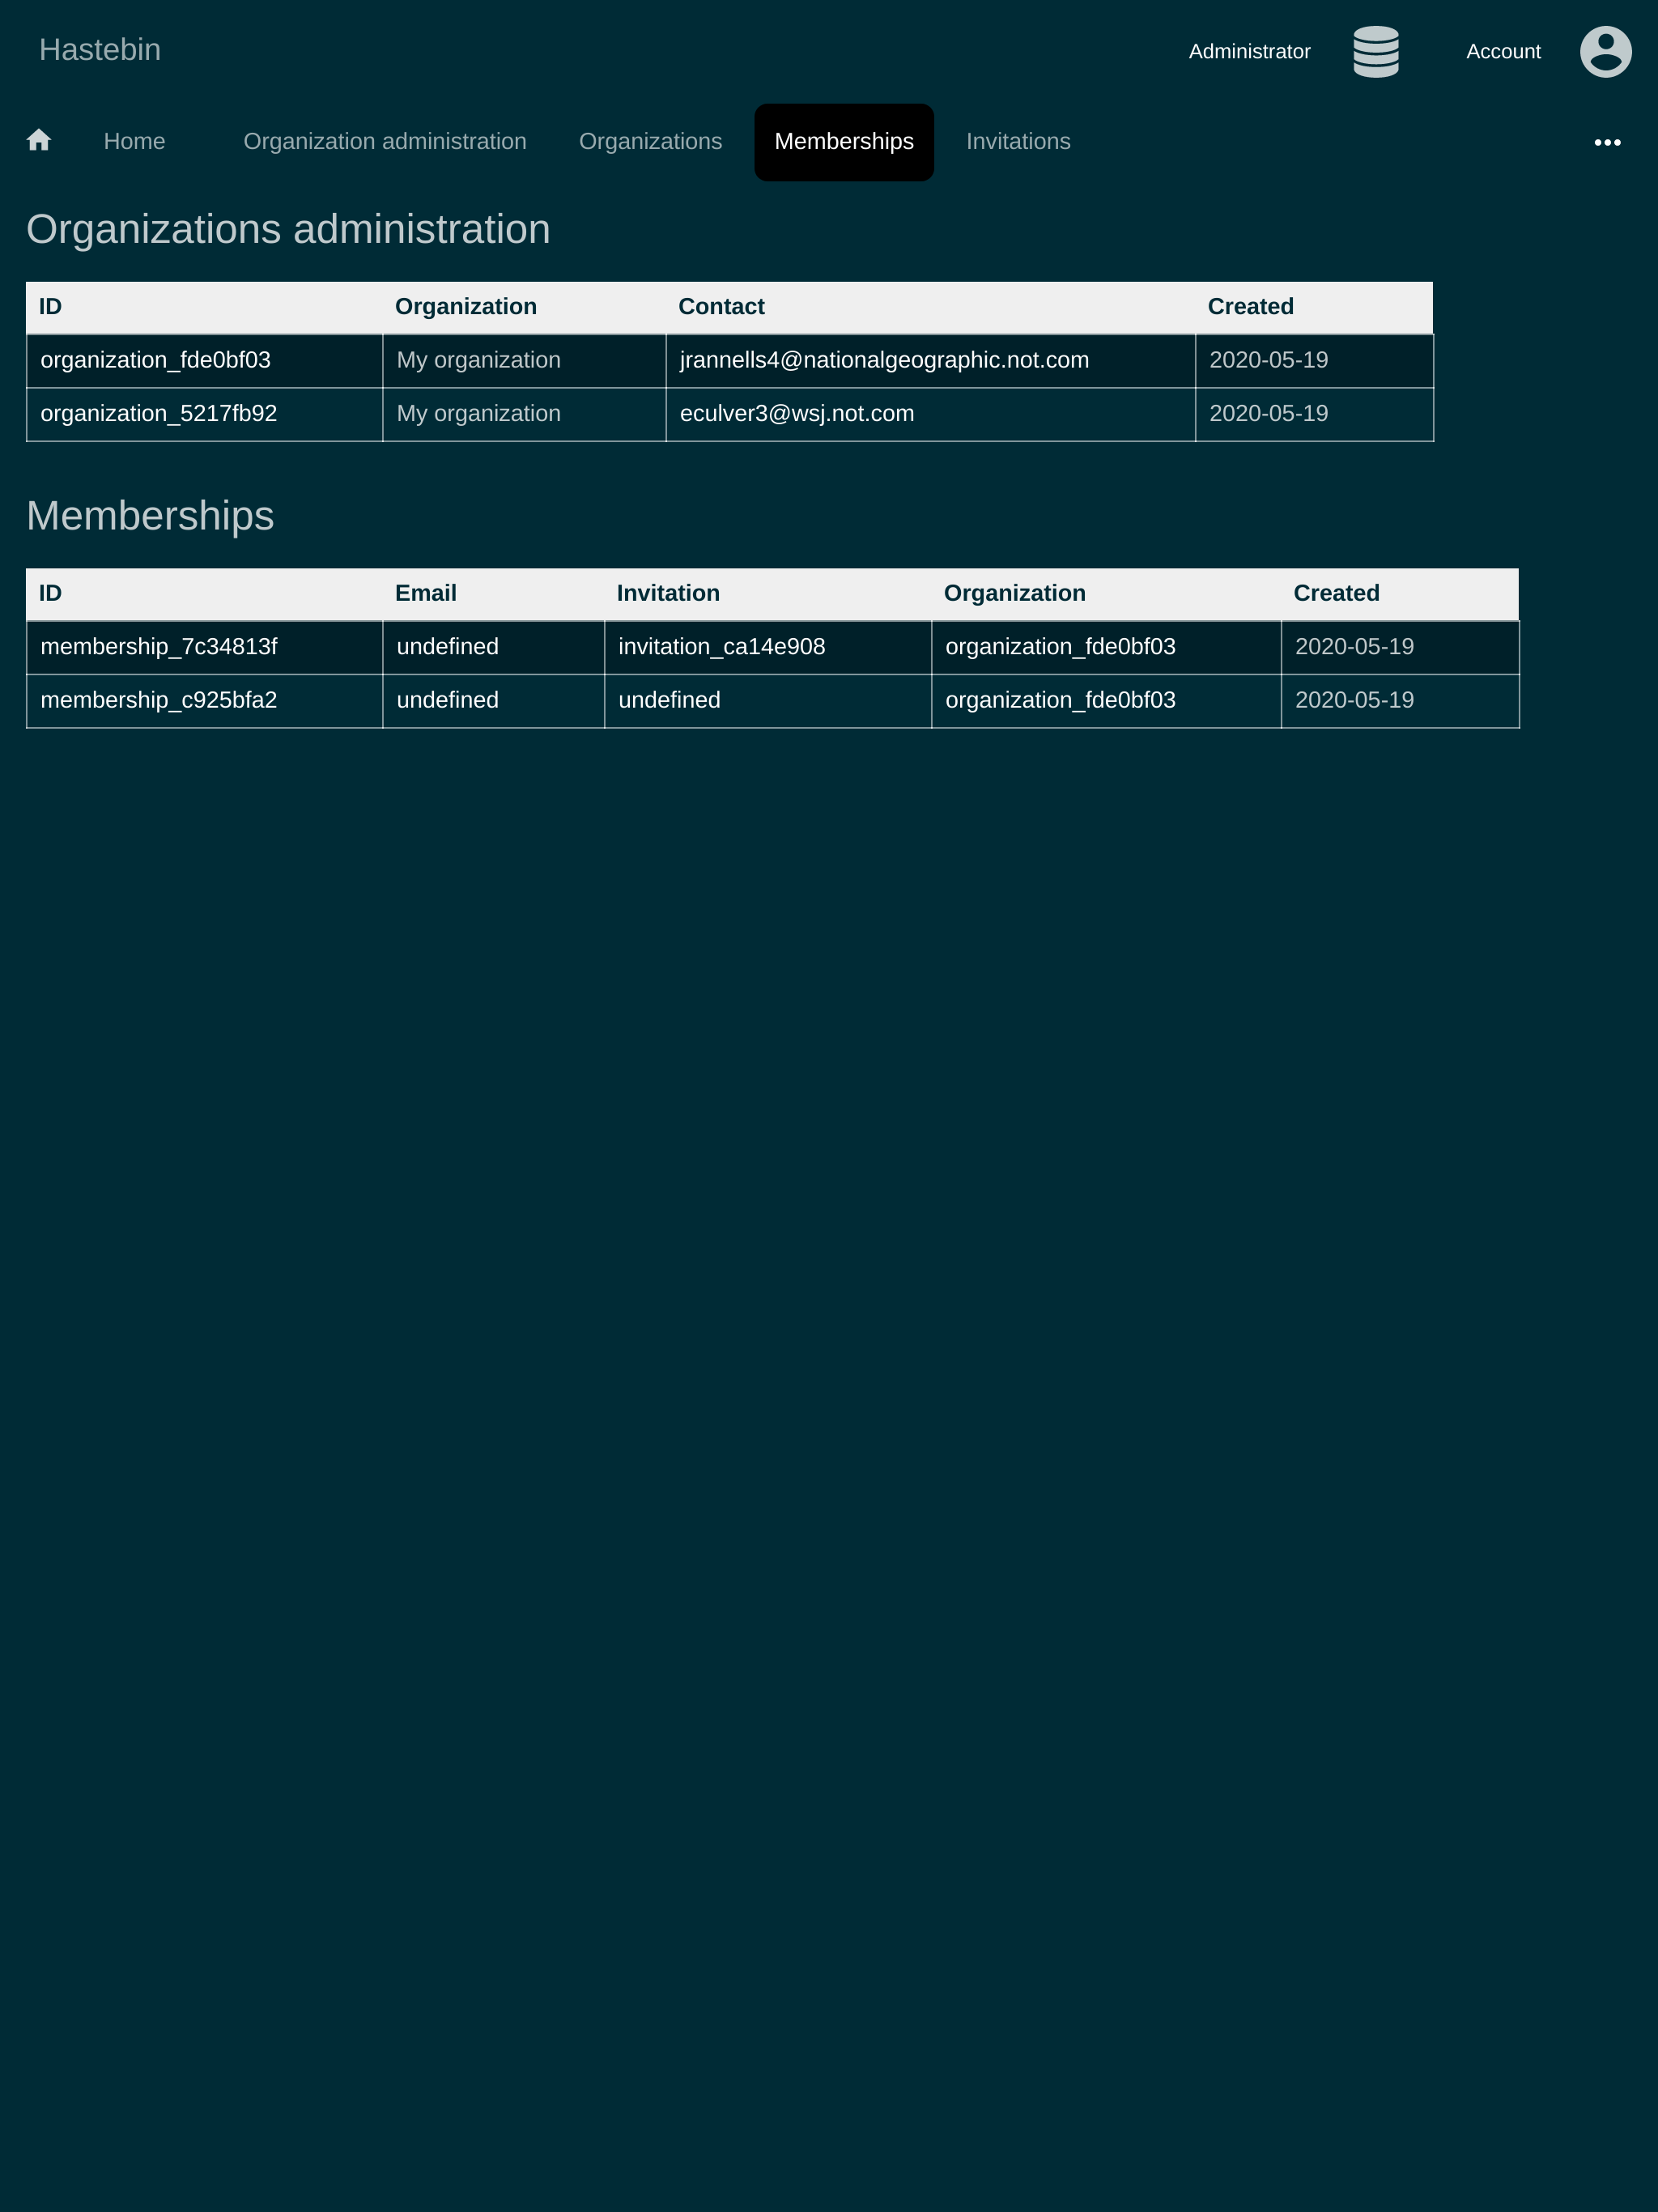 Hastebin
Administrator
Account
Home
Organization administration
Organizations
Memberships
Invitations
Organizations administration
ID Organization Contact Created
organization_fde0bf03 My organization jrannells4@nationalgeographic.not.com 2020-05-19
organization_5217fb92 My organization eculver3@wsj.not.com 2020-05-19
Memberships
ID Email Invitation Organization Created
membership_7c34813f undefined invitation_ca14e908 organization_fde0bf03 2020-05-19
membership_c925bfa2 undefined undefined organization_fde0bf03 2020-05-19